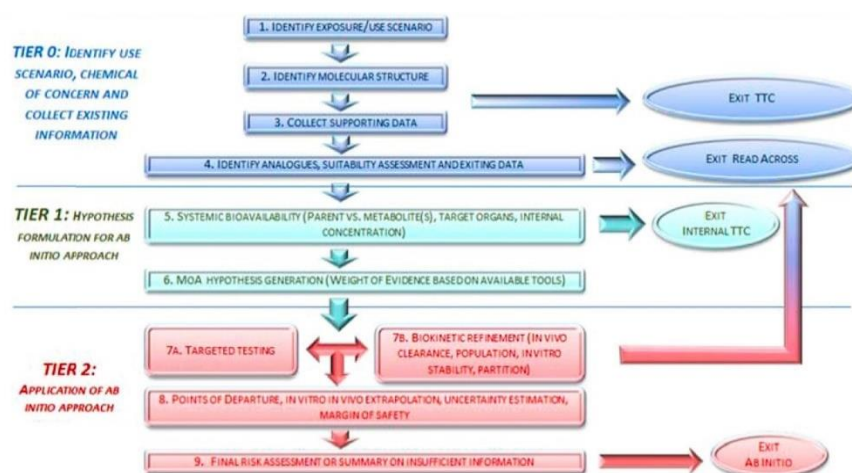 1. IDENTIFY EXPOSURE/USE SCENARIO
TIER 0: IDENTIFY USE
SCENARIO, CHEMICAL
OF CONCERN AND
COLLECT EXISTING
INFORMATION
2. IDENTIFY MOLECULAR STRUCTURE
EXIT TTC
3. COLLECT SUPPORTING DATA
4. IDENTIFY ANALOGUES, SUITABILITY ASSESSMENT AND EXITING DATA
EXIT READ ACROSS
TIER 1: HYPOTHESIS
FORMULATION FOR AB
INITIO APPROACH
5. SYSTEMIC BIOAVAILABILITY (PARENT VS. METABOLITE(S), TARGET ORGANS, INTERNAL
CONCENTRATION)
EXIT
INTERNAL TTC
6. MOA HYPOTHESIS GENERATION (WEIGHT OF EVIDENCE BASED ON AVAILABLE TOOLS)
TIER 2:
APPLICATION OF AB
INITIO APPROACH
7A. TARGETED TESTING
7B. BIOKINETIC REFINEMENT (IN VIVO
CLEARANCE, POPULATION, IN VITRO
STABILITY, PARTITION)
8. POINTS OF DEPARTURE, IN VITRO IN VIVO EXTRAPOLATION, UNCERTAINTY ESTIMATION,
MARGIN OF SAFETY
9. FINAL RISK ASSESSMENT OR SUMMARY ON INSUFFICIENT INFORMATION
EXIT
AB INITIO